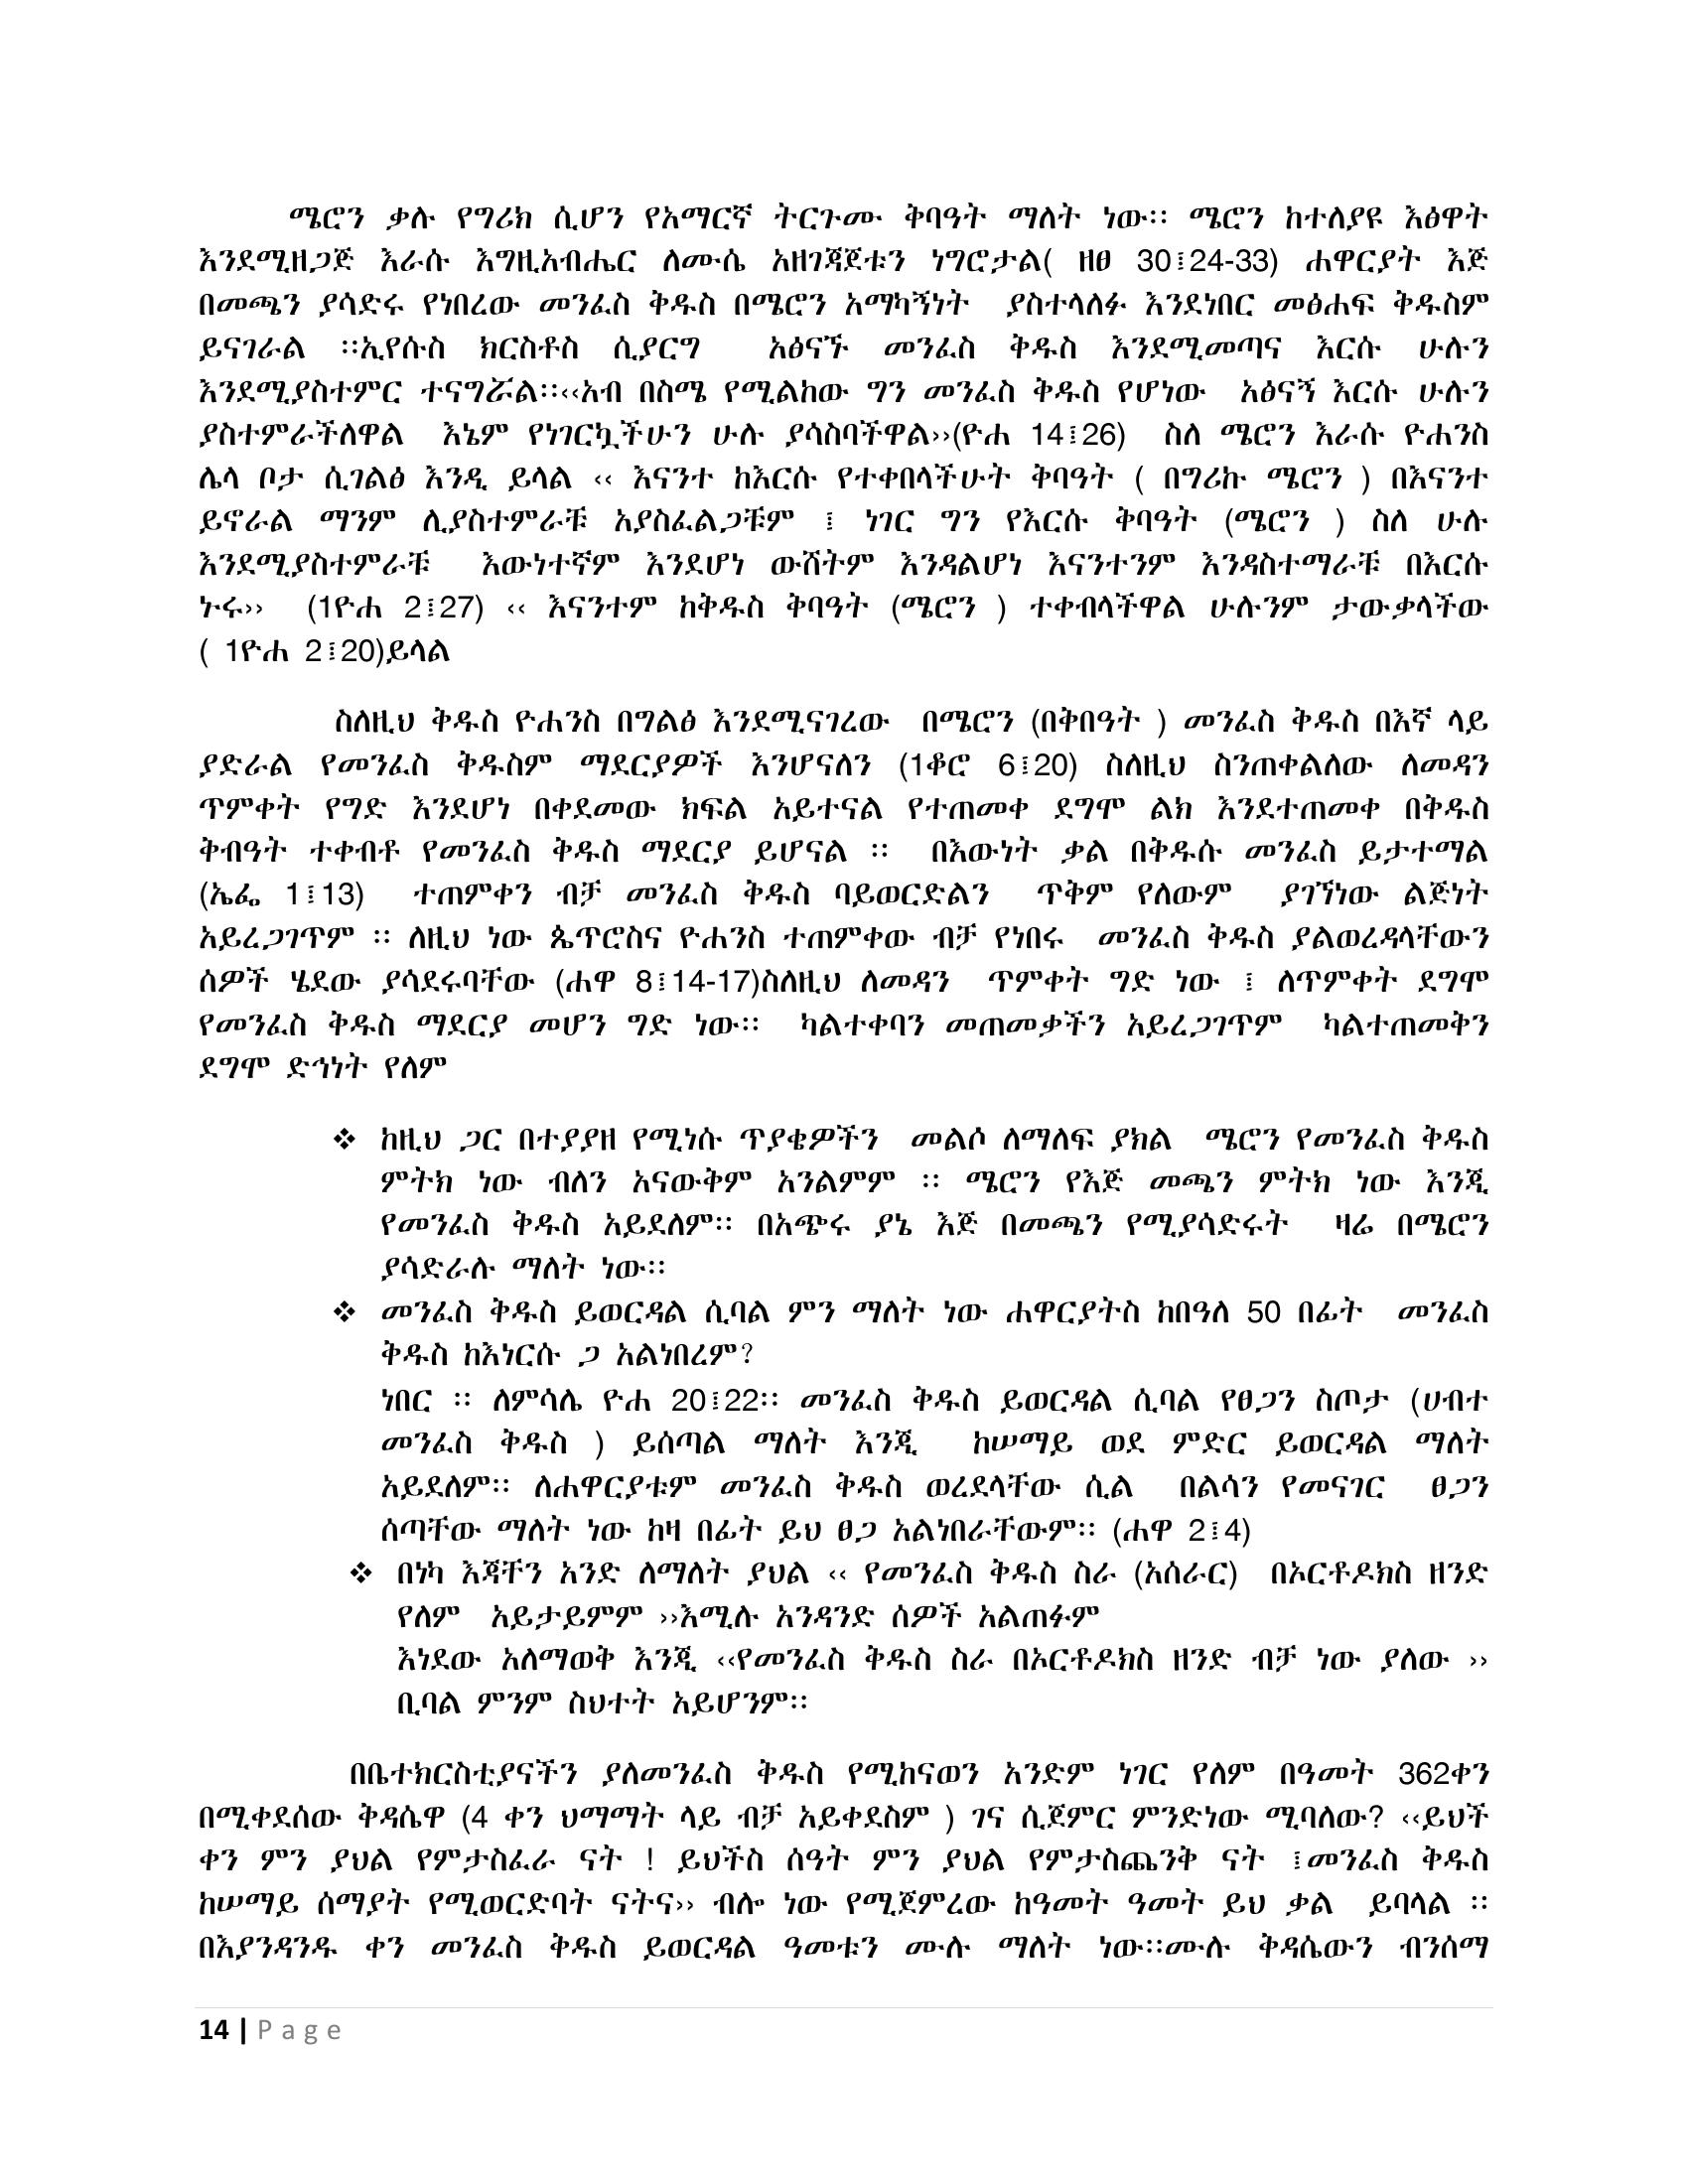 ሜሮን ቃሉ የግሪክ ሲሆን የአማርኛ ትርጉሙ ቅባዓት ማለት ነው፡፡ ሜሮን ከተለያዩ እፅዋት
እንደሚዘጋጅ እራሱ እግዚአብሔር ለሙሴ አዘገጃጀቱን ነግሮታል( ዘፀ 30፤24-33) ሐዋርያት እጅ
በመጫን ያሳድሩ የነበረው መንፈስ ቅዱስ በሜሮን አማካኝነት ያስተላለፉ እንደነበር መፅሐፍ ቅዱስም
ይናገራል ፡፡ኢየሱስ ክርስቶስ ሲያርግ አፅናኙ መንፈስ ቅዱስ እንደሚመጣና እርሱ ሁሉን
እንደሚያስተምር ተናግሯል፡፡‹‹አብ በስሜ የሚልከው ግን መንፈስ ቅዱስ የሆነው አፅናኝ እርሱ ሁሉን
ያስተምራችለዋል እኔም የነገርኳችሁን ሁሉ ያሳስባችዋል››(ዮሐ 14፤26) ስለ ሜሮን እራሱ ዮሐንስ
ሌላ ቦታ ሲገልፅ እንዲ ይላል ‹‹ እናንተ ከእርሱ የተቀበላችሁት ቅባዓት ( በግሪኩ ሜሮን ) በእናንተ
ይኖራል ማንም ሊያስተምራቹ አያስፈልጋቹም ፤ ነገር ግን የእርሱ ቅባዓት (ሜሮን ) ስለ ሁሉ
እንደሚያስተምራቹ እውነተኛም እንደሆነ ውሸትም እንዳልሆነ እናንተንም እንዳስተማራቹ በእርሱ
ኑሩ›› (1ዮሐ 2፤27) ‹‹ እናንተም ከቅዱስ ቅባዓት (ሜሮን ) ተቀብላችዋል ሁሉንም ታውቃላችው
( 1ዮሐ 2፤20)ይላል
ስለዚህ ቅዱስ ዮሐንስ በግልፅ እንደሚናገረው በሜሮን (በቅበዓት ) መንፈስ ቅዱስ በእኛ ላይ
ያድራል የመንፈስ ቅዱስም ማደርያዎች እንሆናለን (1ቆሮ 6፤20) ስለዚህ ስንጠቀልለው ለመዳን
ጥምቀት የግድ እንደሆነ በቀደመው ክፍል አይተናል የተጠመቀ ደግሞ ልክ እንደተጠመቀ በቅዱስ
ቅብዓት ተቀብቶ የመንፈስ ቅዱስ ማደርያ ይሆናል ፡፡ በእውነት ቃል በቅዱሱ መንፈስ ይታተማል
(ኤፌ 1፤13) ተጠምቀን ብቻ መንፈስ ቅዱስ ባይወርድልን ጥቅም የለውም ያገኘነው ልጅነት
አይረጋገጥም ፡፡ ለዚህ ነው ጴጥሮስና ዮሐንስ ተጠምቀው ብቻ የነበሩ መንፈስ ቅዱስ ያልወረዳላቸውን
ሰዎች ሄደው ያሳደሩባቸው (ሐዋ 8፤14-17)ስለዚህ ለመዳን ጥምቀት ግድ ነው ፤ ለጥምቀት ደግሞ
የመንፈስ ቅዱስ ማደርያ መሆን ግድ ነው፡፡ ካልተቀባን መጠመቃችን አይረጋገጥም ካልተጠመቅን
ደግሞ ድኅነት የለም
❖ ከዚህ ጋር በተያያዘ የሚነሱ ጥያቄዎችን መልሶ ለማለፍ ያክል ሜሮን የመንፈስ ቅዱስ
ምትክ ነው ብለን አናውቅም አንልምም ፡፡ ሜሮን የእጅ መጫን ምትክ ነው እንጂ
የመንፈስ ቅዱስ አይደለም፡፡ በአጭሩ ያኔ እጅ በመጫን የሚያሳድሩት ዛሬ በሜሮን
ያሳድራሉ ማለት ነው፡፡
❖ መንፈስ ቅዱስ ይወርዳል ሲባል ምን ማለት ነው ሐዋርያትስ ከበዓለ 50 በፊት መንፈስ
ቅዱስ ከእነርሱ ጋ አልነበረም?
ነበር ፡፡ ለምሳሌ ዮሐ 20፤22፡፡ መንፈስ ቅዱስ ይወርዳል ሲባል የፀጋን ስጦታ (ሀብተ
መንፈስ ቅዱስ ) ይሰጣል ማለት እንጂ ከሠማይ ወደ ምድር ይወርዳል ማለት
አይደለም፡፡ ለሐዋርያቱም መንፈስ ቅዱስ ወረደላቸው ሲል በልሳን የመናገር ፀጋን
ሰጣቸው ማለት ነው ከዛ በፊት ይህ ፀጋ አልነበራቸውም፡፡ (ሐዋ 2፤4)
❖ በነካ እጃቸን አንድ ለማለት ያህል ‹‹ የመንፈስ ቅዱስ ስራ (አሰራር) በኦርቶዶክስ ዘንድ
የለም አይታይምም ››እሚሉ አንዳንድ ሰዎች አልጠፉም
እነደው አለማወቅ እንጂ ‹‹የመንፈስ ቅዱስ ስራ በኦርቶዶክስ ዘንድ ብቻ ነው ያለው ››
ቢባል ምንም ስህተት አይሆንም፡፡
በቤተክርስቲያናችን ያለመንፈስ ቅዱስ የሚከናወን አንድም ነገር የለም በዓመት 362ቀን
በሚቀደሰው ቅዳሴዋ (4 ቀን ህማማት ላይ ብቻ አይቀደስም ) ገና ሲጀምር ምንድነው ሚባለው? ‹‹ይህች
ቀን ምን ያህል የምታስፈራ ናት ! ይህችስ ሰዓት ምን ያህል የምታስጨንቅ ናት ፤መንፈስ ቅዱስ
ከሠማይ ሰማያት የሚወርድባት ናትና›› ብሎ ነው የሚጀምረው ከዓመት ዓመት ይህ ቃል ይባላል ፡፡
በእያንዳንዱ ቀን መንፈስ ቅዱስ ይወርዳል ዓመቱን ሙሉ ማለት ነው፡፡ሙሉ ቅዳሴውን ብንሰማ
14 | Page